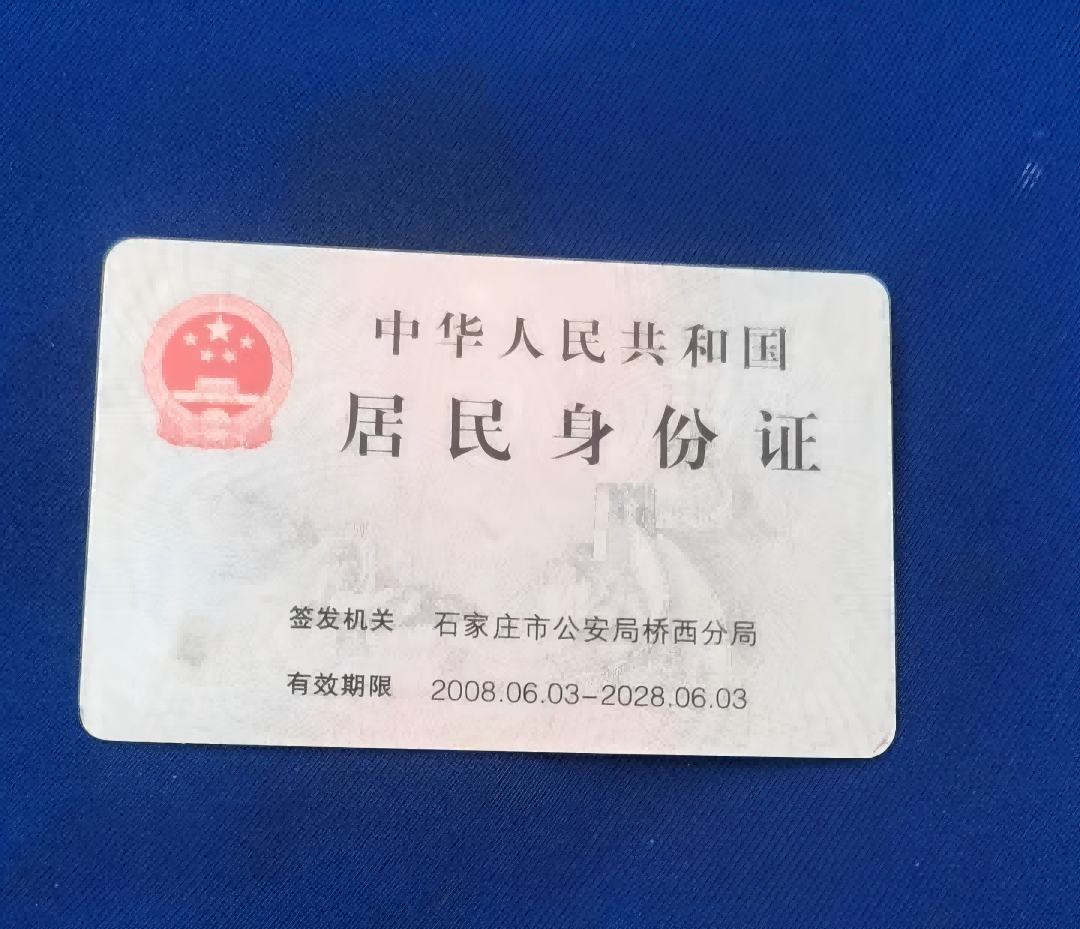 中华人民共和国
居民身份证
签发机关 石家庄市公安局桥西分局
有效期限 2008.06.03-2028.06.03